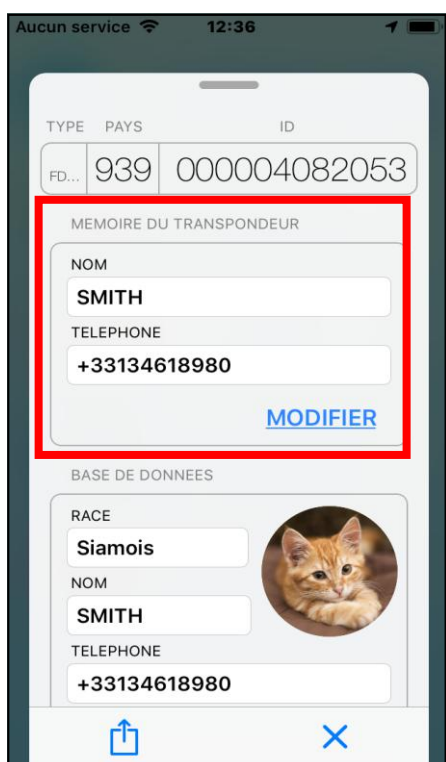 Aucun service 12:36
TYPE PAYS ID
FD... 939 000004082053
MEMOIRE DU TRANSPONDEUR
NOM
SMITH
TELEPHONE
+33134618980
MODIFIER
BASE DE DONNEES
RACE
Siamois
NOM
SMITH
TELEPHONE
+33134618980